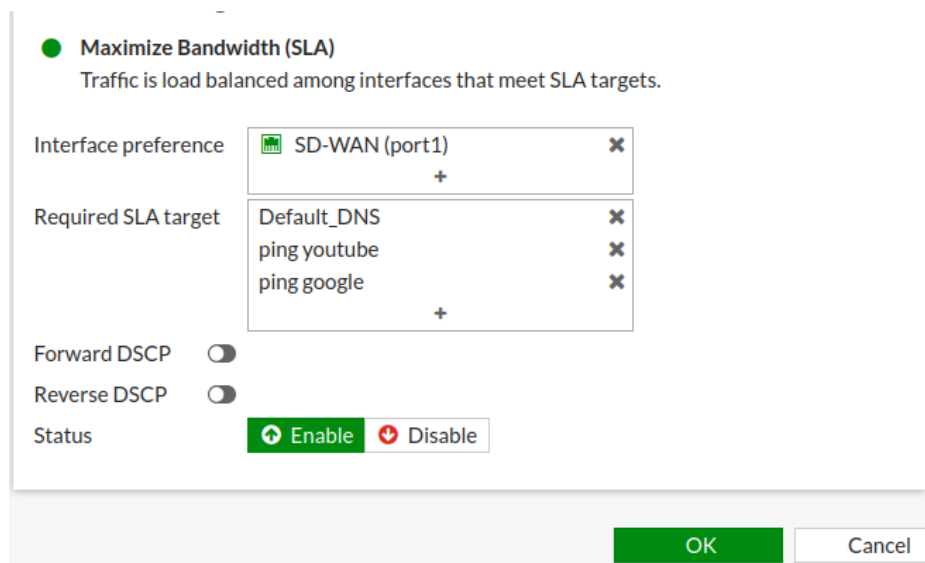 Maximize Bandwidth (SLA)
Traffic is load balanced among interfaces that meet SLA targets.
Interface preference
SD-WAN (port1)
+
Required SLA target
Default_DNS
ping youtube
ping google
+
Forward DSCP
Reverse DSCP
Status
Enable
Disable
OK
Cancel